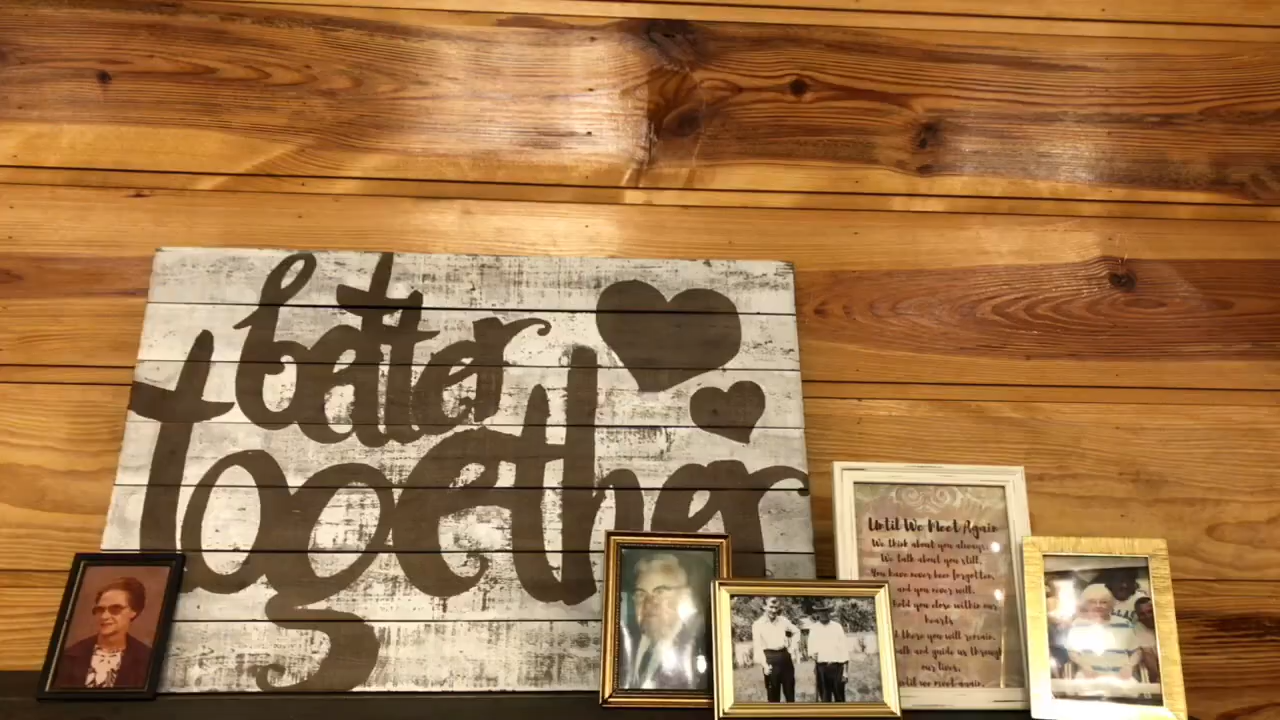 better
together
Until We Meet Again
We think about you always,
We talk about you still,
You have never been forgotten,
and you never will.
hold you close within our
hearts
there you will remain,
walk and guide us through
our lives,
until we meet again.